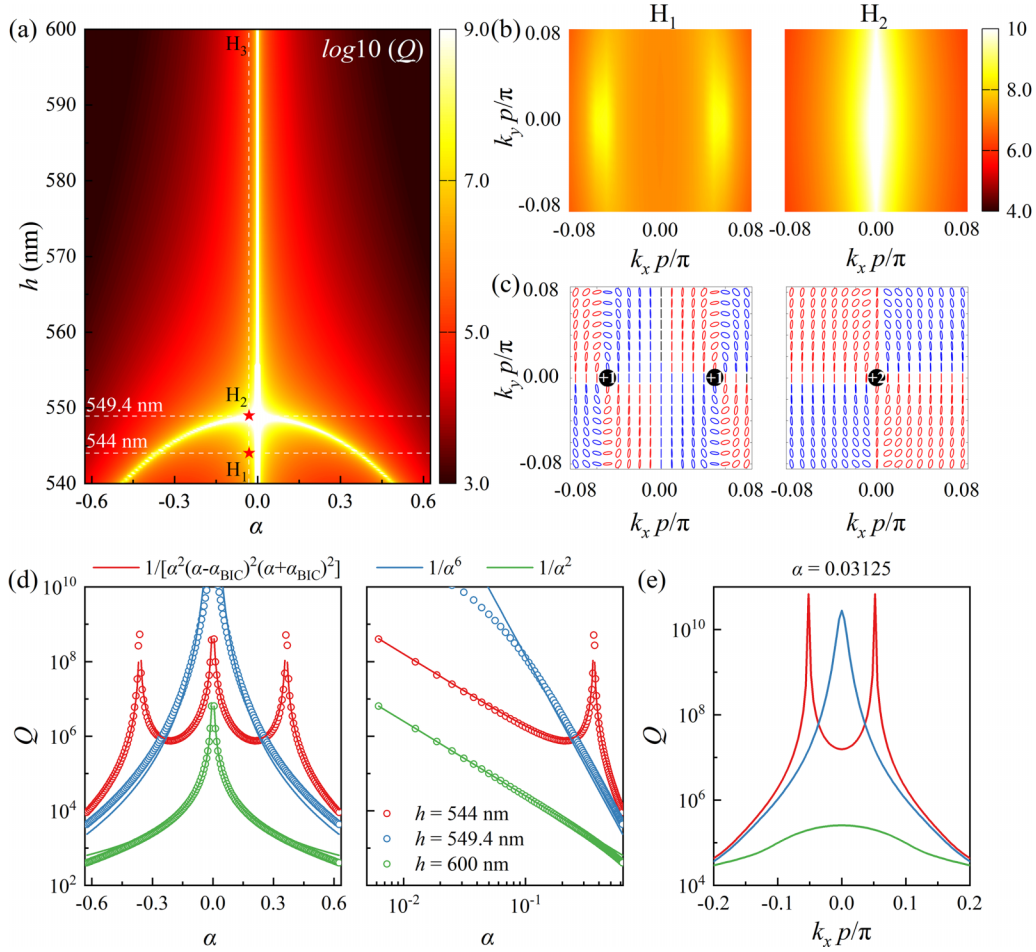 (a)
600
590
580
570
560
550
540
h (nm)
-0.6 -0.3 0.0 0.3 0.6
α
H3
log10 (Q)
H2
549.4 nm
544 nm
H1
9.0
7.0
5.0
3.0
(b)
H1 H2
0.08
0.00
-0.08
ky p/π
-0.08 0.00 0.08
kx p/π
-0.08 0.00 0.08
kx p/π
10
8.0
6.0
4.0
(c)
0.08
0.00
-0.08
ky p/π
+1 +1
+2
-0.08 0.00 0.08
kx p/π
-0.08 0.00 0.08
kx p/π
(d)
1/[α²(α-αBIC)²(α+αBIC)²] 1/α⁶ 1/α²
10¹⁰
10⁸
10⁶
10⁴
10²
Q
-0.6 -0.3 0.0 0.3 0.6
α
h = 544 nm
h = 549.4 nm
h = 600 nm
10⁻² 10⁻¹
α
(e)
α = 0.03125
10¹⁰
10⁸
10⁶
10⁴
Q
-0.2 -0.1 0.0 0.1 0.2
kx p/π